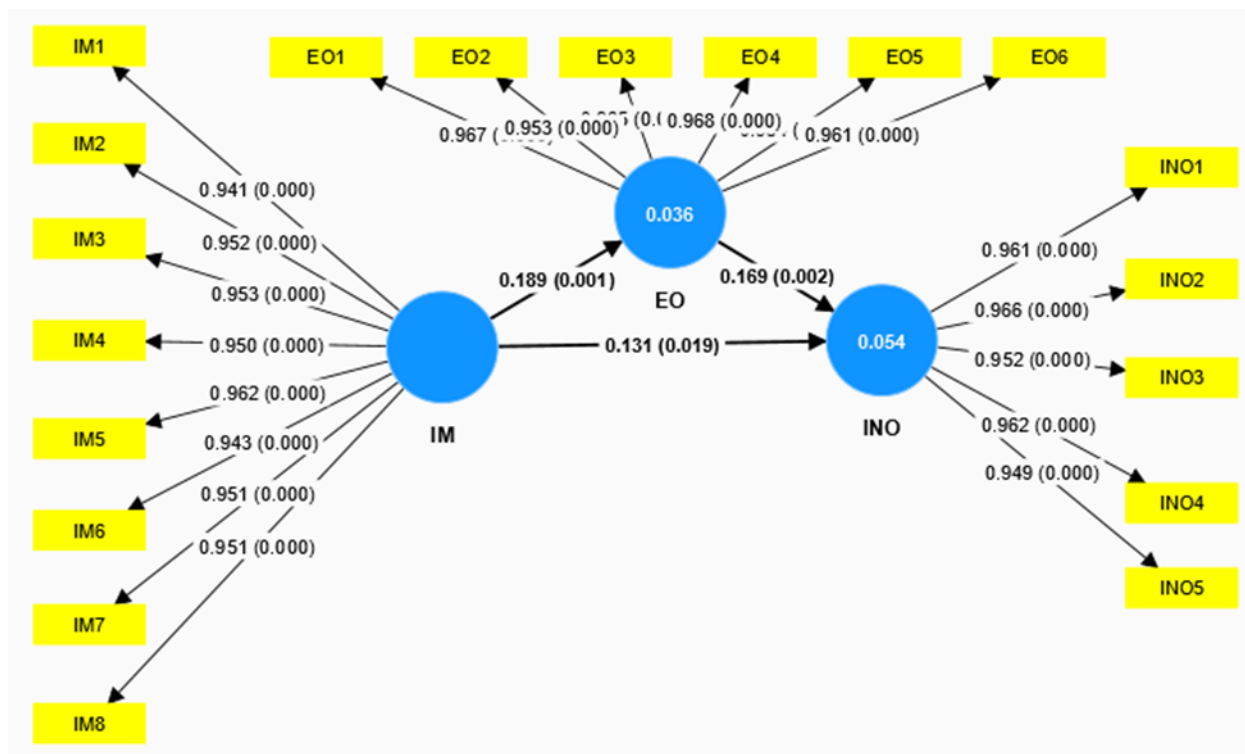 IM1
IM2
IM3
IM4
IM5
IM6
IM7
IM8
EO1 EO2 EO3 EO4 EO5 EO6
0.967
0.953 (0.000)
0.968 (0.000)
0.961 (0.000)
0.941 (0.000)
0.952 (0.000)
0.953 (0.000)
0.950 (0.000)
0.962 (0.000)
0.943 (0.000)
0.951 (0.000)
0.951 (0.000)
0.036
EO
0.189 (0.001)
0.169 (0.002)
0.131 (0.019)
IM
0.054
INO
0.961 (0.000)
0.966 (0.000)
0.952 (0.000)
0.962 (0.000)
0.949 (0.000)
INO1
INO2
INO3
INO4
INO5